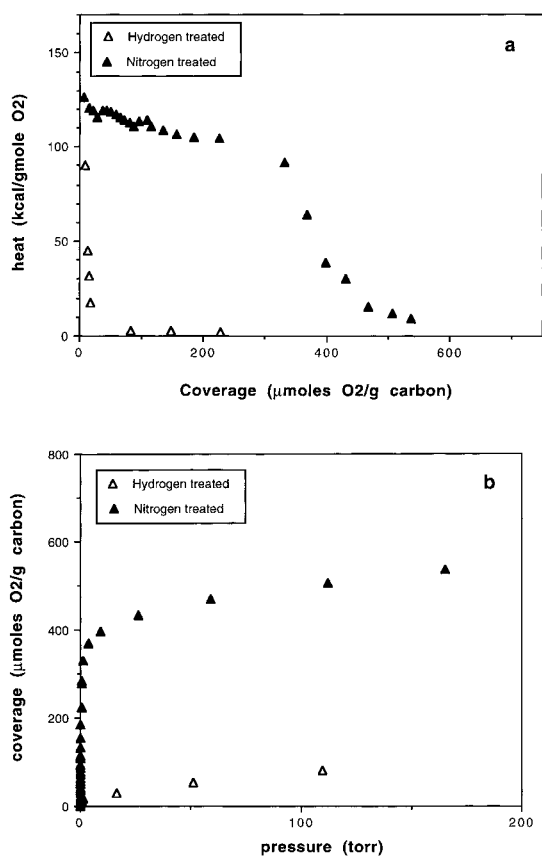 a
Hydrogen treated
Nitrogen treated
150
100
50
0
heat (kcal/gmole O2)
0 200 400 600
Coverage (μmoles O2/g carbon)
b
Hydrogen treated
Nitrogen treated
800
600
400
200
0
coverage (μmoles O2/g carbon)
0 100 200
pressure (torr)